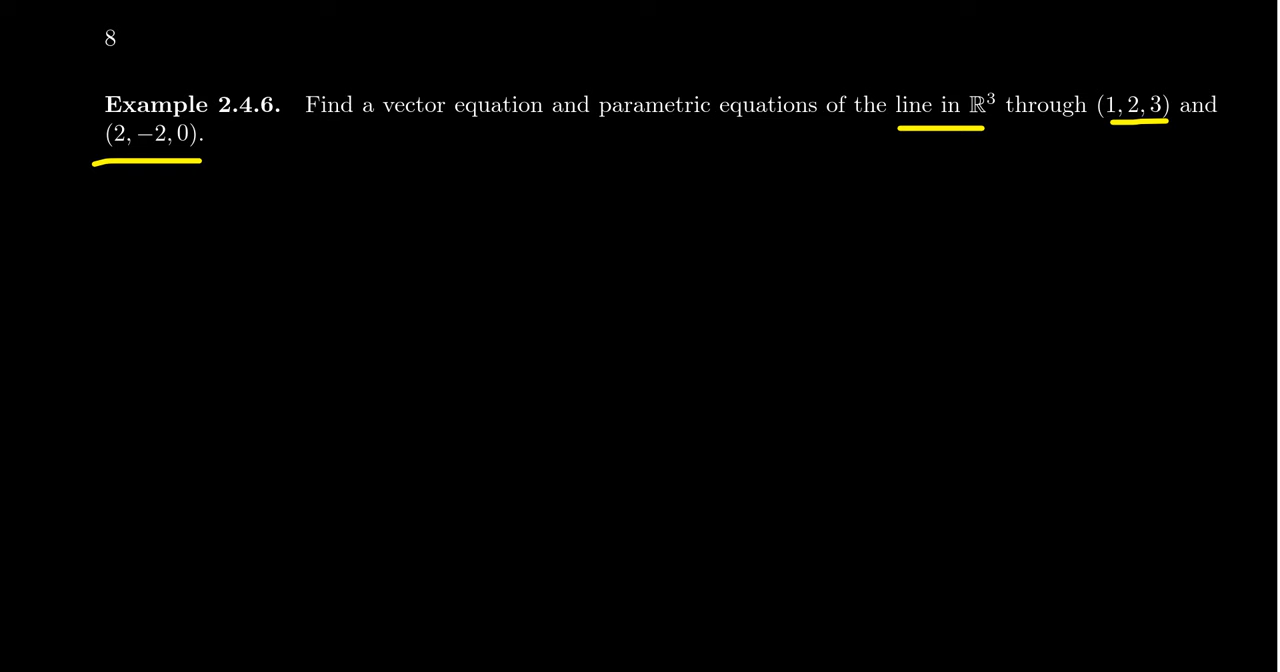 8
Example 2.4.6. Find a vector equation and parametric equations of the line in ℝ³ through (1, 2, 3) and
(2, −2, 0).